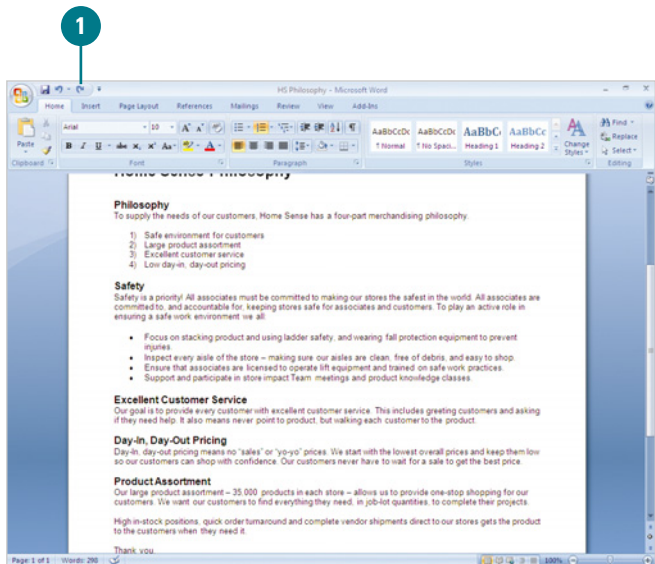 1
HS Philosophy - Microsoft Word
Home Insert Page Layout References Mailings Review View Add-Ins
Arial 10
Paste
B I U abc x₂ x² Aa A
AaBbCcDc AaBbCcDc AaBbC AaBbCc
¶ Normal ¶ No Spaci... Heading 1 Heading 2
Change
Styles
Find
Replace
Select
Clipboard Font Paragraph Styles Editing
Home Sense Philosophy
Philosophy
To supply the needs of our customers, Home Sense has a four-part merchandising philosophy.
1) Safe environment for customers
2) Large product assortment
3) Excellent customer service
4) Low day-in, day-out pricing
Safety
Safety is a priority! All associates must be committed to making our stores the safest in the world. All associates are
committed to, and accountable for, keeping stores safe for associates and customers. To play an active role in
ensuring a safe work environment we all:
• Focus on stacking product and using ladder safety, and wearing fall protection equipment to prevent
injuries.
• Inspect every aisle of the store – making sure our aisles are clean, free of debris, and easy to shop.
• Ensure that associates are licensed to operate lift equipment and trained on safe work practices.
• Support and participate in store impact Team meetings and product knowledge classes.
Excellent Customer Service
Our goal is to provide every customer with excellent customer service. This includes greeting customers and asking
if they need help. It also means never point to product, but walking each customer to the product.
Day-In, Day-Out Pricing
Day-In, day-out pricing means no "sales" or "yo-yo" prices. We start with the lowest overall prices and keep them low
so our customers can shop with confidence. Our customers never have to wait for a sale to get the best price.
Product Assortment
Our large product assortment – 35,000 products in each store – allows us to provide one-stop shopping for our
customers. We want our customers to find everything they need, in job-lot quantities, to complete their projects.
High in-stock positions, quick order turnaround and complete vendor shipments direct to our stores gets the product
to the customers when they need it.
Thank you
Page: 1 of 1 Words: 290 100%